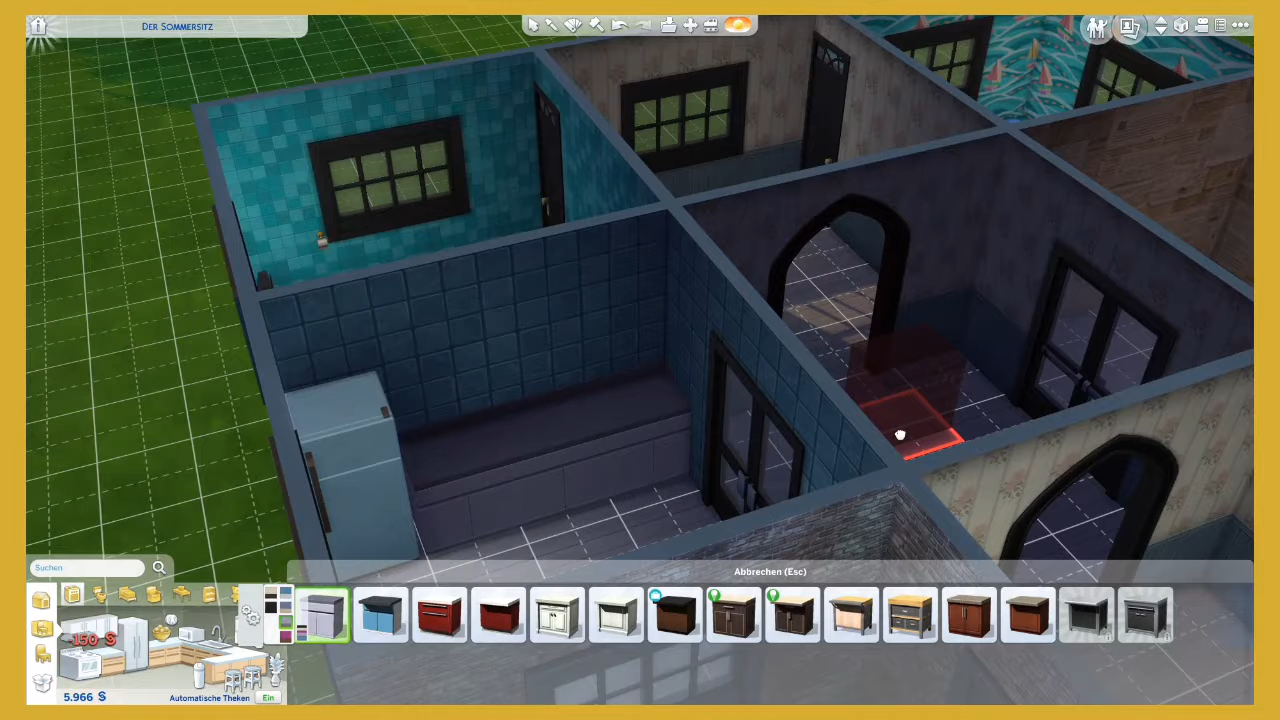 DER SOMMERSITZ
Suchen
Abbrechen (Esc)
-150 $
5.966 $
Automatische Theken Ein